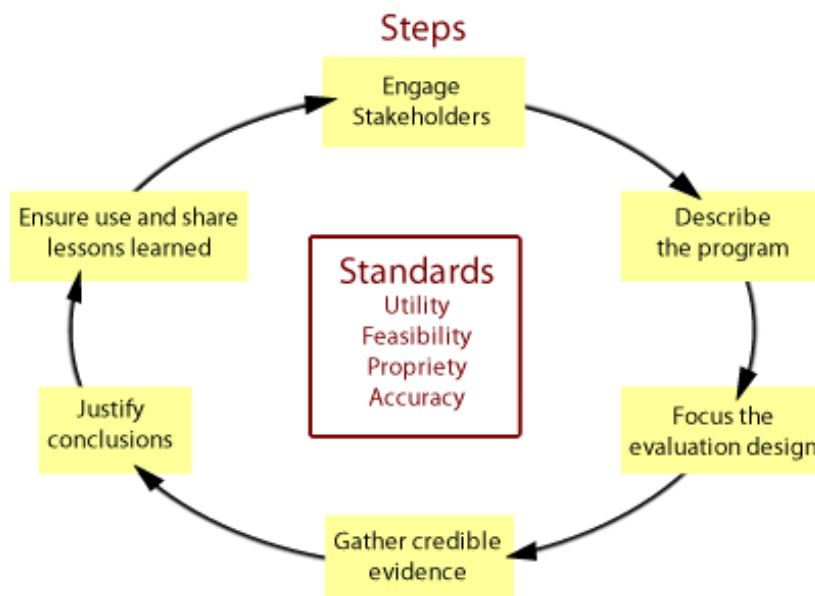 Steps
Engage
Stakeholders
Describe
the program
Focus the
evaluation design
Gather credible
evidence
Justify
conclusions
Ensure use and share
lessons learned
Standards
Utility
Feasibility
Propriety
Accuracy